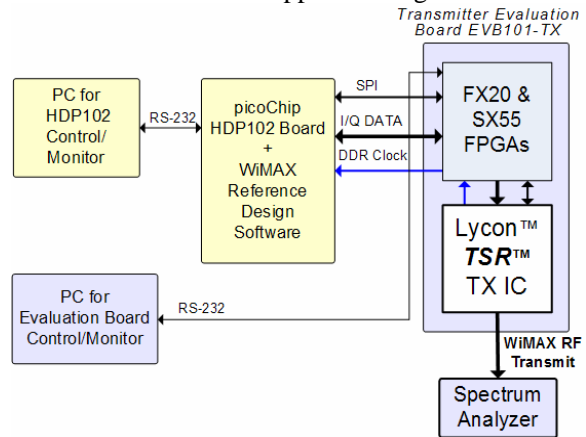 Transmitter Evaluation
Board EVB101-TX
PC for
HDP102
Control/
Monitor
RS-232
picoChip
HDP102 Board
+
WiMAX
Reference
Design
Software
SPI
I/Q DATA
DDR Clock
FX20 &
SX55
FPGAs
Lycon™
TSR™
TX IC
PC for
Evaluation Board
Control/Monitor
RS-232
WiMAX RF
Transmit
Spectrum
Analyzer